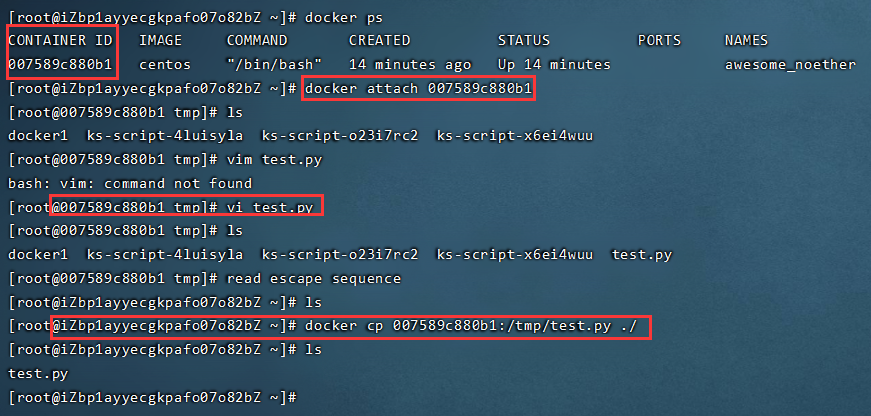 [root@iZbp1ayyecgkpafo07o82bZ ~]# docker ps
CONTAINER ID   IMAGE     COMMAND       CREATED          STATUS          PORTS     NAMES
007589c880b1   centos    "/bin/bash"   14 minutes ago   Up 14 minutes             awesome_noether
[root@iZbp1ayyecgkpafo07o82bZ ~]# docker attach 007589c880b1
[root@007589c880b1 tmp]# ls
docker1  ks-script-4luisyla  ks-script-o23i7rc2  ks-script-x6ei4wuu
[root@007589c880b1 tmp]# vim test.py
bash: vim: command not found
[root@007589c880b1 tmp]# vi test.py
[root@007589c880b1 tmp]# ls
docker1  ks-script-4luisyla  ks-script-o23i7rc2  ks-script-x6ei4wuu  test.py
[root@007589c880b1 tmp]# read escape sequence
[root@iZbp1ayyecgkpafo07o82bZ ~]# ls
[root@iZbp1ayyecgkpafo07o82bZ ~]# docker cp 007589c880b1:/tmp/test.py ./
[root@iZbp1ayyecgkpafo07o82bZ ~]# ls
test.py
[root@iZbp1ayyecgkpafo07o82bZ ~]#